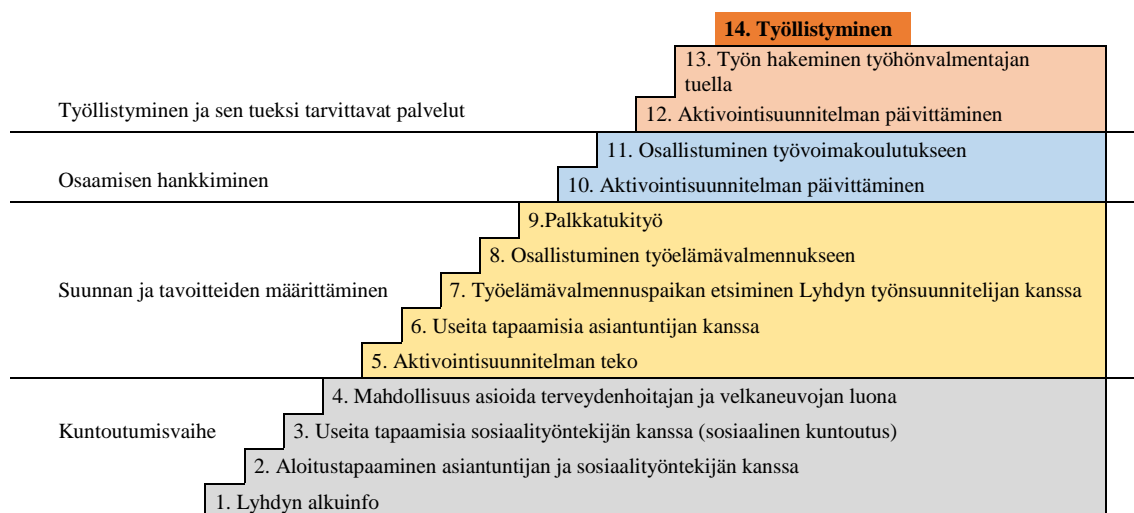 14. Työllistyminen
13. Työn hakeminen työhönvalmentajan
tuella
Työllistyminen ja sen tueksi tarvittavat palvelut
12. Aktivointisuunnitelman päivittäminen
11. Osallistuminen työvoimakoulutukseen
Osaamisen hankkiminen
10. Aktivointisuunnitelman päivittäminen
9.Palkkatukityö
8. Osallistuminen työelämävalmennukseen
Suunnan ja tavoitteiden määrittäminen
7. Työelämävalmennuspaikan etsiminen Lyhdyn työnsuunnitelijan kanssa
6. Useita tapaamisia asiantuntijan kanssa
5. Aktivointisuunnitelman teko
4. Mahdollisuus asioida terveydenhoitajan ja velkaneuvojan luona
Kuntoutumisvaihe
3. Useita tapaamisia sosiaalityöntekijän kanssa (sosiaalinen kuntoutus)
2. Aloitustapaaminen asiantuntijan ja sosiaalityöntekijän kanssa
1. Lyhdyn alkuinfo